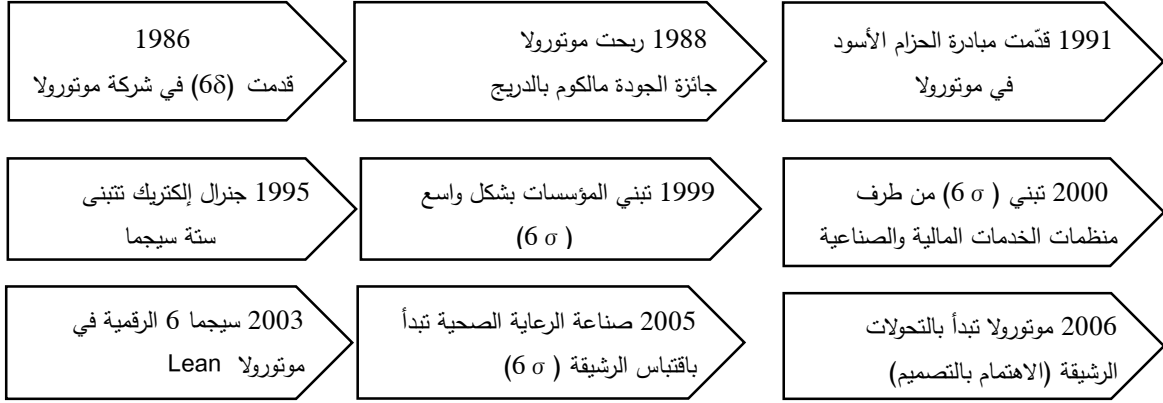 1986
قدمت (6δ) في شركة موتورولا
1988 ربحت موتورولا
جائزة الجودة مالكوم بالدريج
1991 قدّمت مبادرة الحزام الأسود
في موتورولا
1995 جنرال إلكتريك تتبنى
ستة سيجما
1999 تبني المؤسسات بشكل واسع
(6 σ )
2000 تبني (6 σ ) من طرف
منظمات الخدمات المالية والصناعية
2003 سيجما 6 الرقمية في
موتورولا Lean
2005 صناعة الرعاية الصحية تبدأ
باقتباس الرشيقة (6 σ )
2006 موتورولا تبدأ بالتحولات
الرشيقة (الاهتمام بالتصميم)